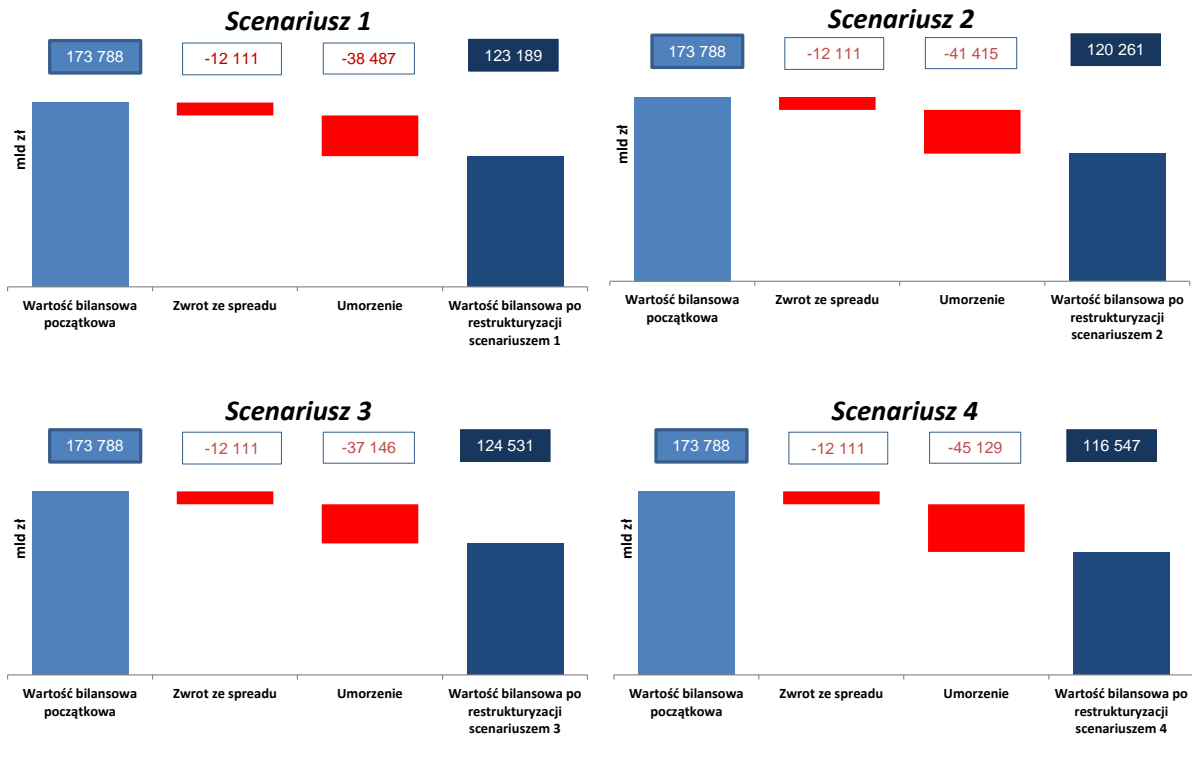 Scenariusz 1
173 788
-12 111
-38 487
123 189
mld zł
Wartość bilansowa
początkowa
Zwrot ze spreadu
Umorzenie
Wartość bilansowa po
restrukturyzacji
scenariuszem 1
Scenariusz 2
173 788
-12 111
-41 415
120 261
mld zł
Wartość bilansowa
początkowa
Zwrot ze spreadu
Umorzenie
Wartość bilansowa po
restrukturyzacji
scenariuszem 2
Scenariusz 3
173 788
-12 111
-37 146
124 531
mld zł
Wartość bilansowa
początkowa
Zwrot ze spreadu
Umorzenie
Wartość bilansowa po
restrukturyzacji
scenariuszem 3
Scenariusz 4
173 788
-12 111
-45 129
116 547
mld zł
Wartość bilansowa
początkowa
Zwrot ze spreadu
Umorzenie
Wartość bilansowa po
restrukturyzacji
scenariuszem 4